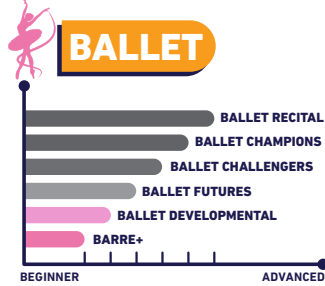 BALLET
BALLET RECITAL
BALLET CHAMPIONS
BALLET CHALLENGERS
BALLET FUTURES
BALLET DEVELOPMENTAL
BARRE+
BEGINNER ADVANCED